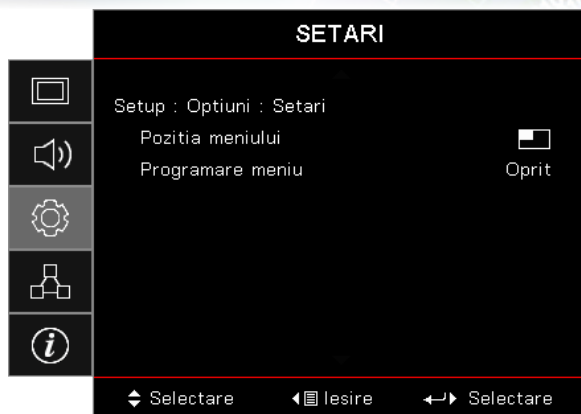 SETARI
Setup : Optiuni : Setari
Pozitia meniului
Programare meniu Oprit
Selectare Iesire Selectare